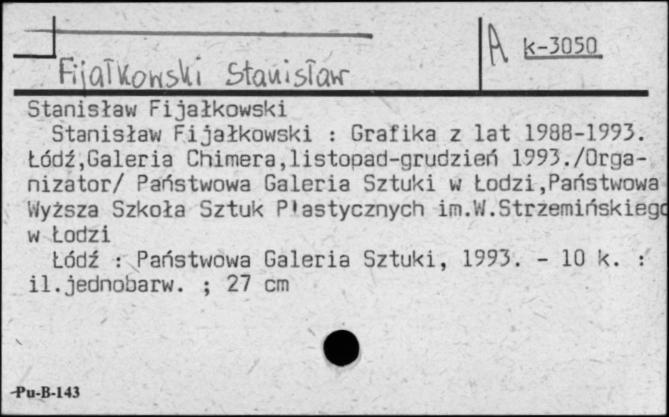 Fijałkowski Stanisław
A k-3050
Stanisław Fijałkowski
Stanisław Fijałkowski : Grafika z lat 1988-1993.
Łódź,Galeria Chimera,listopad-grudzień 1993./Orga-
nizator/ Państwowa Galeria Sztuki w Łodzi,Państwowa
Wyższa Szkoła Sztuk Plastycznych im.W.Strzemińskiego
w Łodzi
Łódź : Państwowa Galeria Sztuki, 1993. - 10 k. :
il.jednobarw. ; 27 cm
Pu-B-143